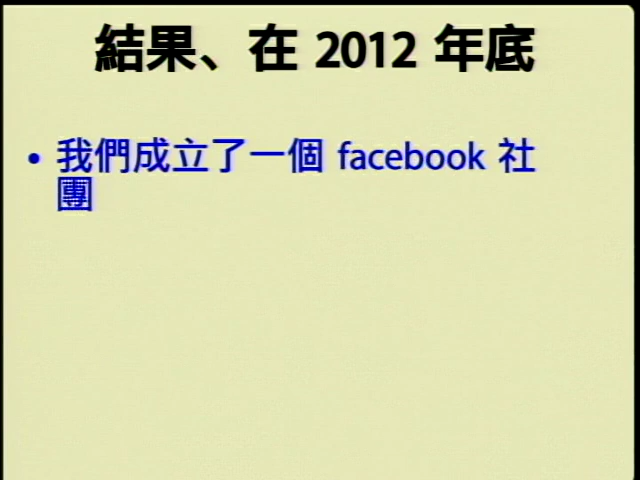 結果、在 2012 年底
• 我們成立了一個 facebook 社
團